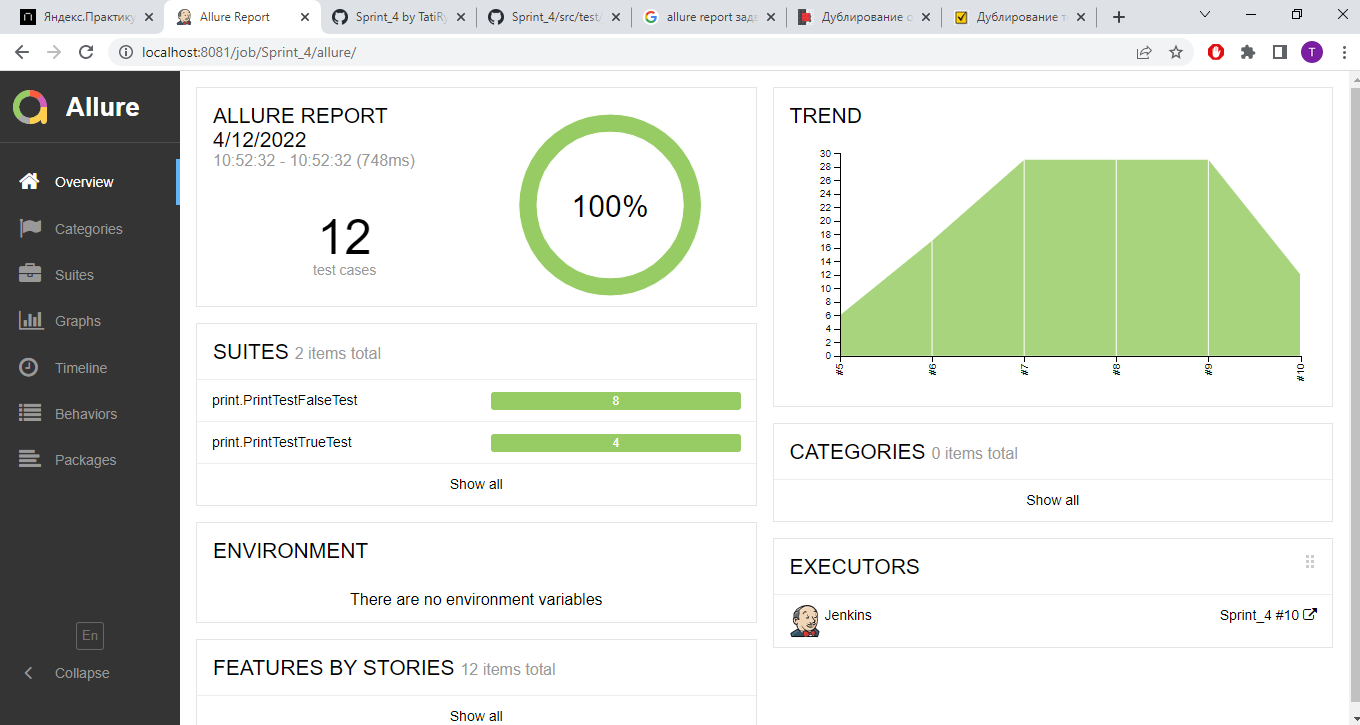 Яндекс.Практику
Allure Report
Sprint_4 by TatiRy
Sprint_4/src/test/
allure report зад
Дублирование о
Дублирование т
localhost:8081/job/Sprint_4/allure/
T
Allure
Overview
Categories
Suites
Graphs
Timeline
Behaviors
Packages
En
Collapse
ALLURE REPORT
4/12/2022
10:52:32 - 10:52:32 (748ms)
12
test cases
100%
SUITES 2 items total
print.PrintTestFalseTest 8
print.PrintTestTrueTest 4
Show all
ENVIRONMENT
There are no environment variables
FEATURES BY STORIES 12 items total
Show all
TREND
30
28
26
24
22
20
18
16
14
12
10
8
6
4
2
0
#5
#6
#7
#8
#9
#10
CATEGORIES 0 items total
Show all
EXECUTORS
Jenkins Sprint_4 #10